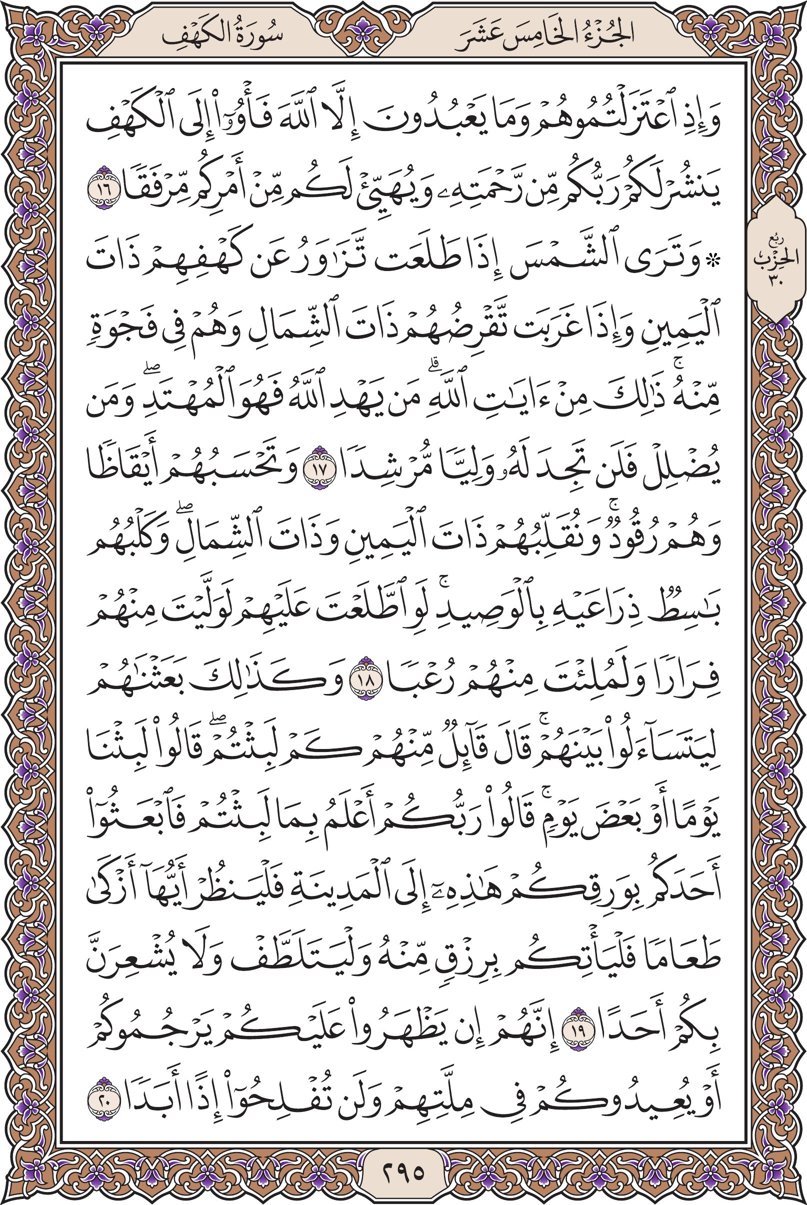 الجُزْءُ الخَامِسَ عَشَرَ
سُورَةُ الكَهْفِ
وَإِذِ ٱعْتَزَلْتُمُوهُمْ وَمَا يَعْبُدُونَ إِلَّا ٱللَّهَ فَأْوُۥٓا۟ إِلَى ٱلْكَهْفِ
يَنشُرْ لَكُمْ رَبُّكُم مِّن رَّحْمَتِهِۦ وَيُهَيِّئْ لَكُم مِّنْ أَمْرِكُم مِّرْفَقًا ١٦
۞ وَتَرَى ٱلشَّمْسَ إِذَا طَلَعَت تَّزَٰوَرُ عَن كَهْفِهِمْ ذَاتَ
ٱلْيَمِينِ وَإِذَا غَرَبَت تَّقْرِضُهُمْ ذَاتَ ٱلشِّمَالِ وَهُمْ فِى فَجْوَةٍ
مِّنْهُ ۚ ذَٰلِكَ مِنْ ءَايَٰتِ ٱللَّهِ ۗ مَن يَهْدِ ٱللَّهُ فَهُوَ ٱلْمُهْتَدِ ۖ وَمَن
يُضْلِلْ فَلَن تَجِدَ لَهُۥ وَلِيًّا مُّرْشِدًا ١٧ وَتَحْسَبُهُمْ أَيْقَاظًا
وَهُمْ رُقُودٌ ۚ وَنُقَلِّبُهُمْ ذَاتَ ٱلْيَمِينِ وَذَاتَ ٱلشِّمَالِ ۖ وَكَلْبُهُم
بَٰسِطٌ ذِرَاعَيْهِ بِٱلْوَصِيدِ ۚ لَوِ ٱطَّلَعْتَ عَلَيْهِمْ لَوَلَّيْتَ مِنْهُمْ
فِرَارًا وَلَمُلِئْتَ مِنْهُمْ رُعْبًا ١٨ وَكَذَٰلِكَ بَعَثْنَٰهُمْ
لِيَتَسَآءَلُوا۟ بَيْنَهُمْ ۚ قَالَ قَآئِلٌ مِّنْهُمْ كَمْ لَبِثْتُمْ ۖ قَالُوا۟ لَبِثْنَا
يَوْمًا أَوْ بَعْضَ يَوْمٍ ۚ قَالُوا۟ رَبُّكُمْ أَعْلَمُ بِمَا لَبِثْتُمْ فَٱبْعَثُوٓا۟
أَحَدَكُم بِوَرِقِكُمْ هَٰذِهِۦٓ إِلَى ٱلْمَدِينَةِ فَلْيَنظُرْ أَيُّهَآ أَزْكَىٰ
طَعَامًا فَلْيَأْتِكُم بِرِزْقٍ مِّنْهُ وَلْيَتَلَطَّفْ وَلَا يُشْعِرَنَّ
بِكُمْ أَحَدًا ١٩ إِنَّهُمْ إِن يَظْهَرُوا۟ عَلَيْكُمْ يَرْجُمُوكُمْ
أَوْ يُعِيدُوكُمْ فِى مِلَّتِهِمْ وَلَن تُفْلِحُوٓا۟ إِذًا أَبَدًا ٢٠
رُبُع
الحِزْب
٣٠
٢٩٥